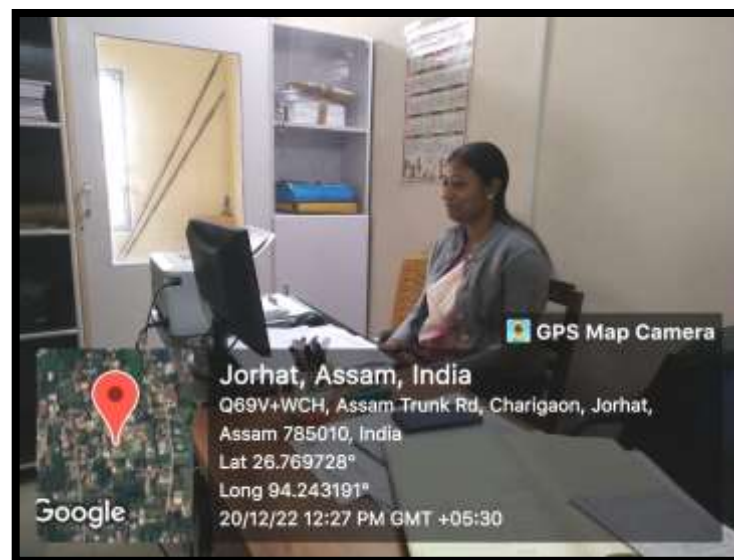 GPS Map Camera
Jorhat, Assam, India
Q69V+WCH, Assam Trunk Rd, Charigaon, Jorhat,
Assam 785010, India
Lat 26.769728°
Long 94.243191°
20/12/22 12:27 PM GMT +05:30
Google